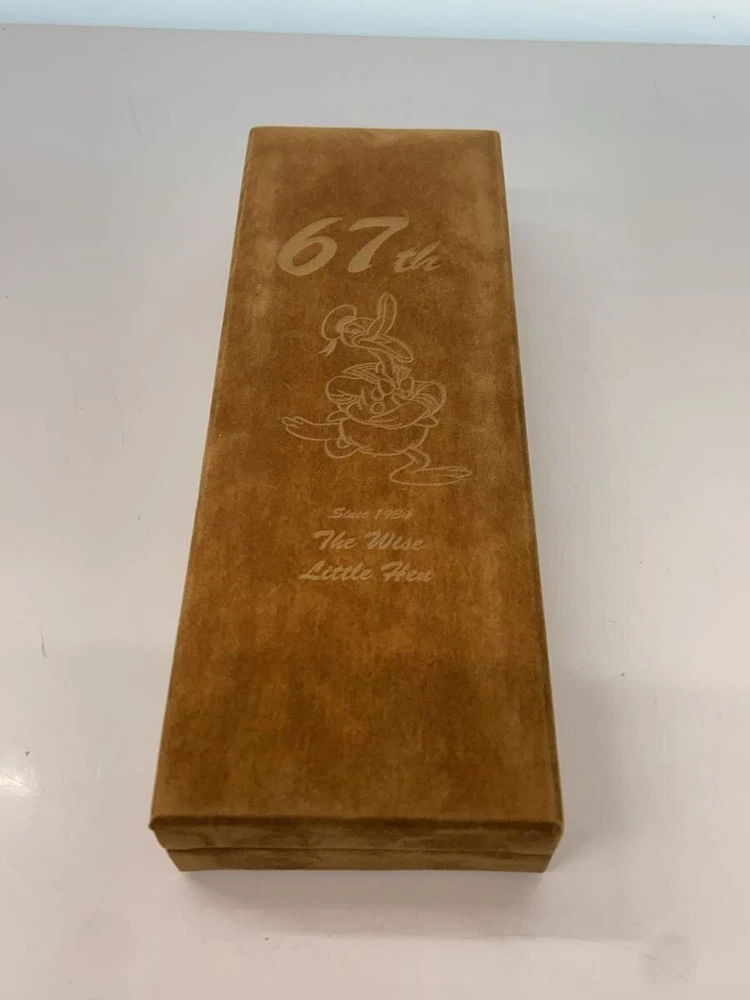 67th
Since 1934
The Wise
Little Hen